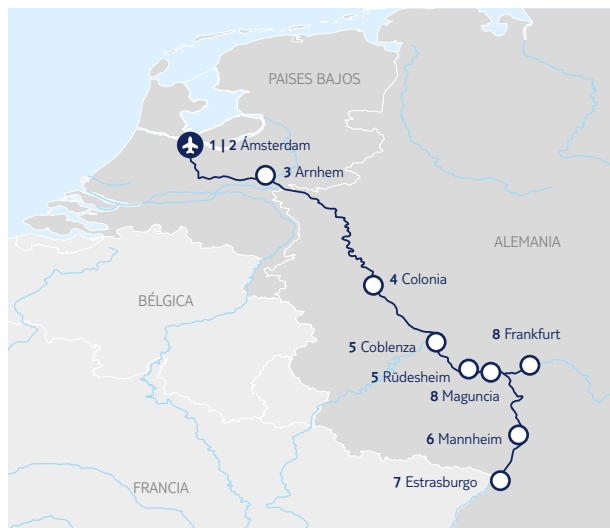 PAISES BAJOS
1 | 2 Ámsterdam
3 Arnhem
ALEMANIA
4 Colonia
BÉLGICA
8 Frankfurt
5 Coblenza
5 Rüdesheim
8 Maguncia
6 Mannheim
7 Estrasburgo
FRANCIA